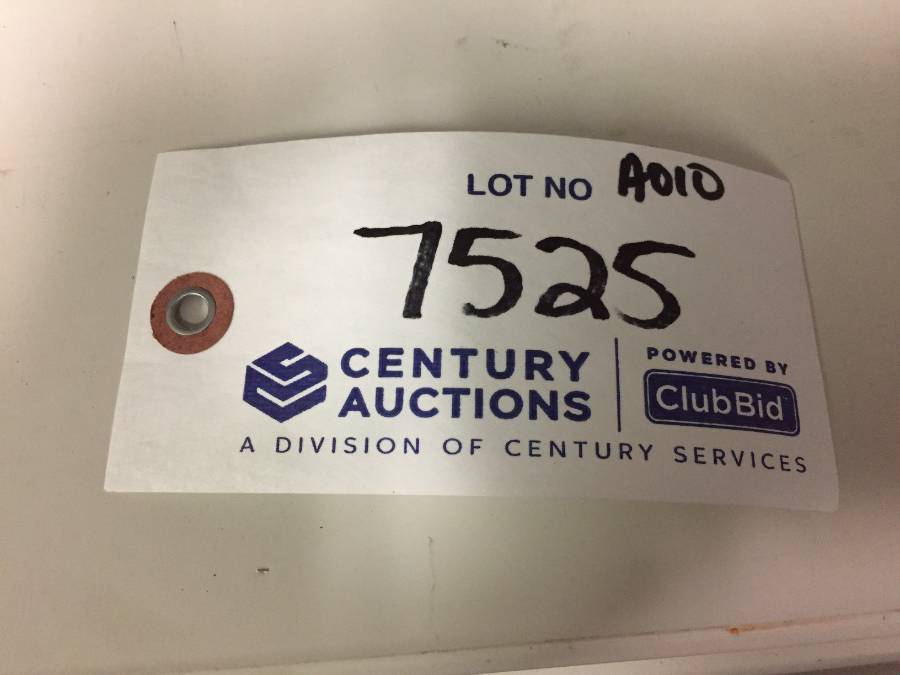 LOT NO A010
7525
CENTURY AUCTIONS
POWERED BY
ClubBid
A DIVISION OF CENTURY SERVICES